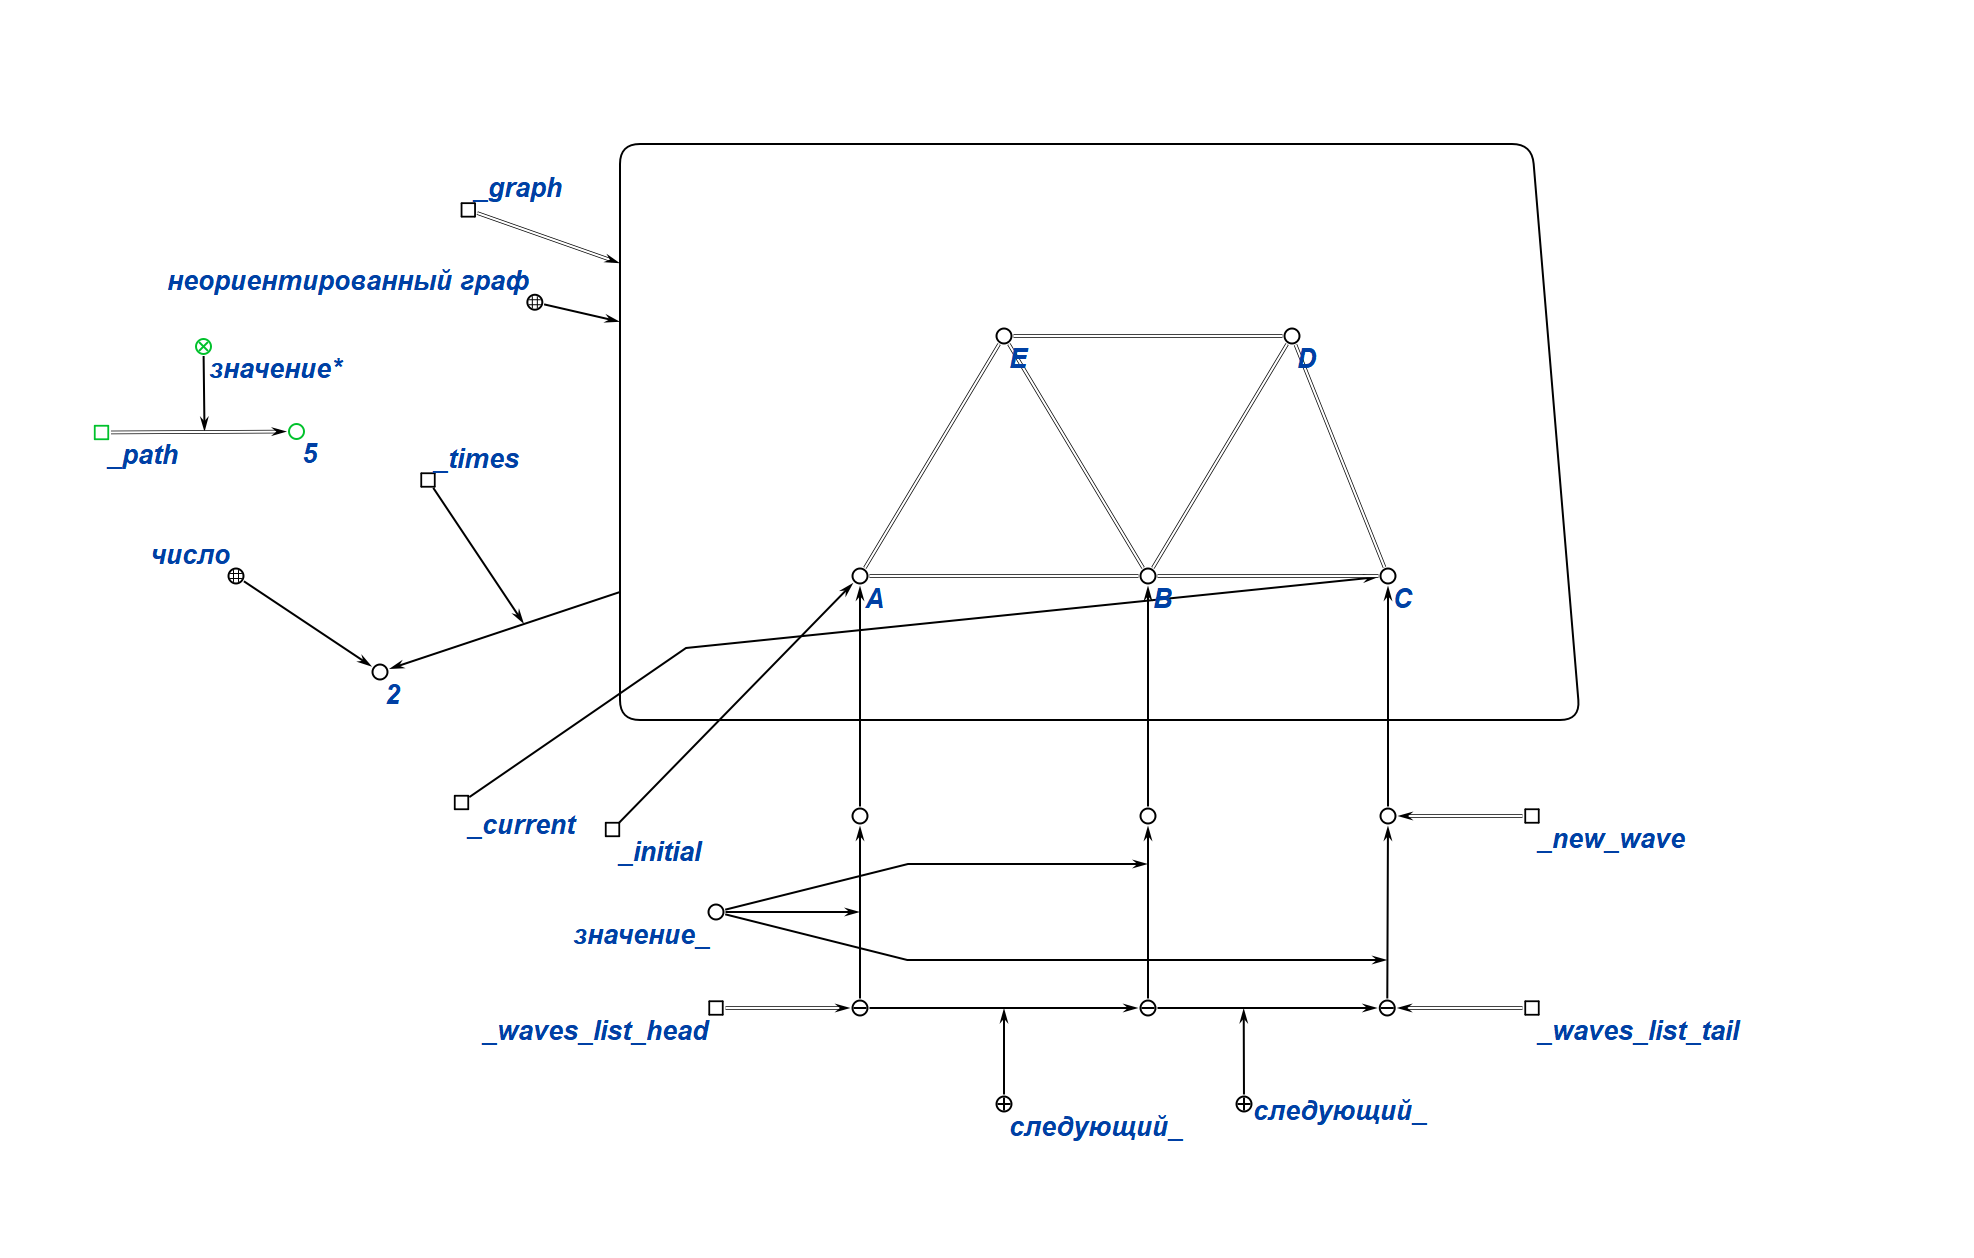 _graph
неориентированный граф
значение*
_path
5
_times
число
2
E
D
A
B
C
_current
_initial
_new_wave
значение_
_waves_list_head
_waves_list_tail
следующий_
следующий_